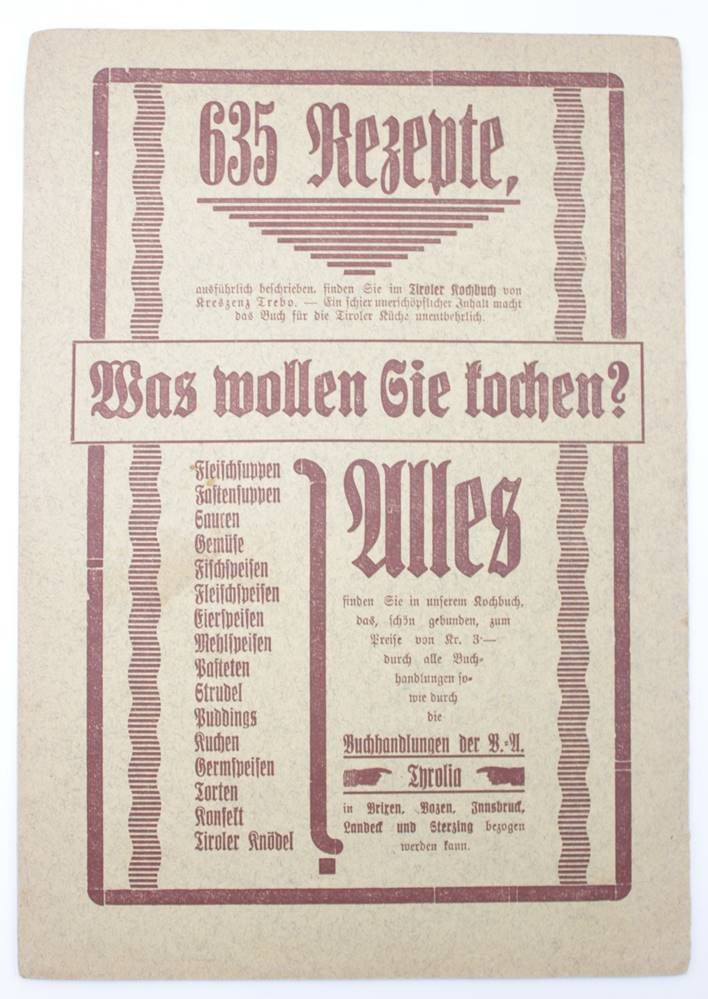 635 Rezepte,
ausführlich beschrieben, finden Sie im Tiroler Kochbuch von
Kreszenz Trebo. — Ein schier unerschöpflicher Inhalt macht
das Buch für die Tiroler Küche unentbehrlich.
Was wollen Sie kochen?
Fleischsuppen
Fastensuppen
Saucen
Gemüse
Fischspeisen
Fleischspeisen
Eierspeisen
Mehlspeisen
Pasteten
Strudel
Puddings
Kuchen
Germspeisen
Torten
Konfekt
Tiroler Knödel
Alles
finden Sie in unserem Kochbuch,
das, schön gebunden, zum
Preise von Kr. 3·—
durch alle Buch-
handlungen so-
wie durch
die
Buchhandlungen der V.-A.
Tyrolia
in Brixen, Bozen, Innsbruck,
Landeck und Sterzing bezogen
werden kann.